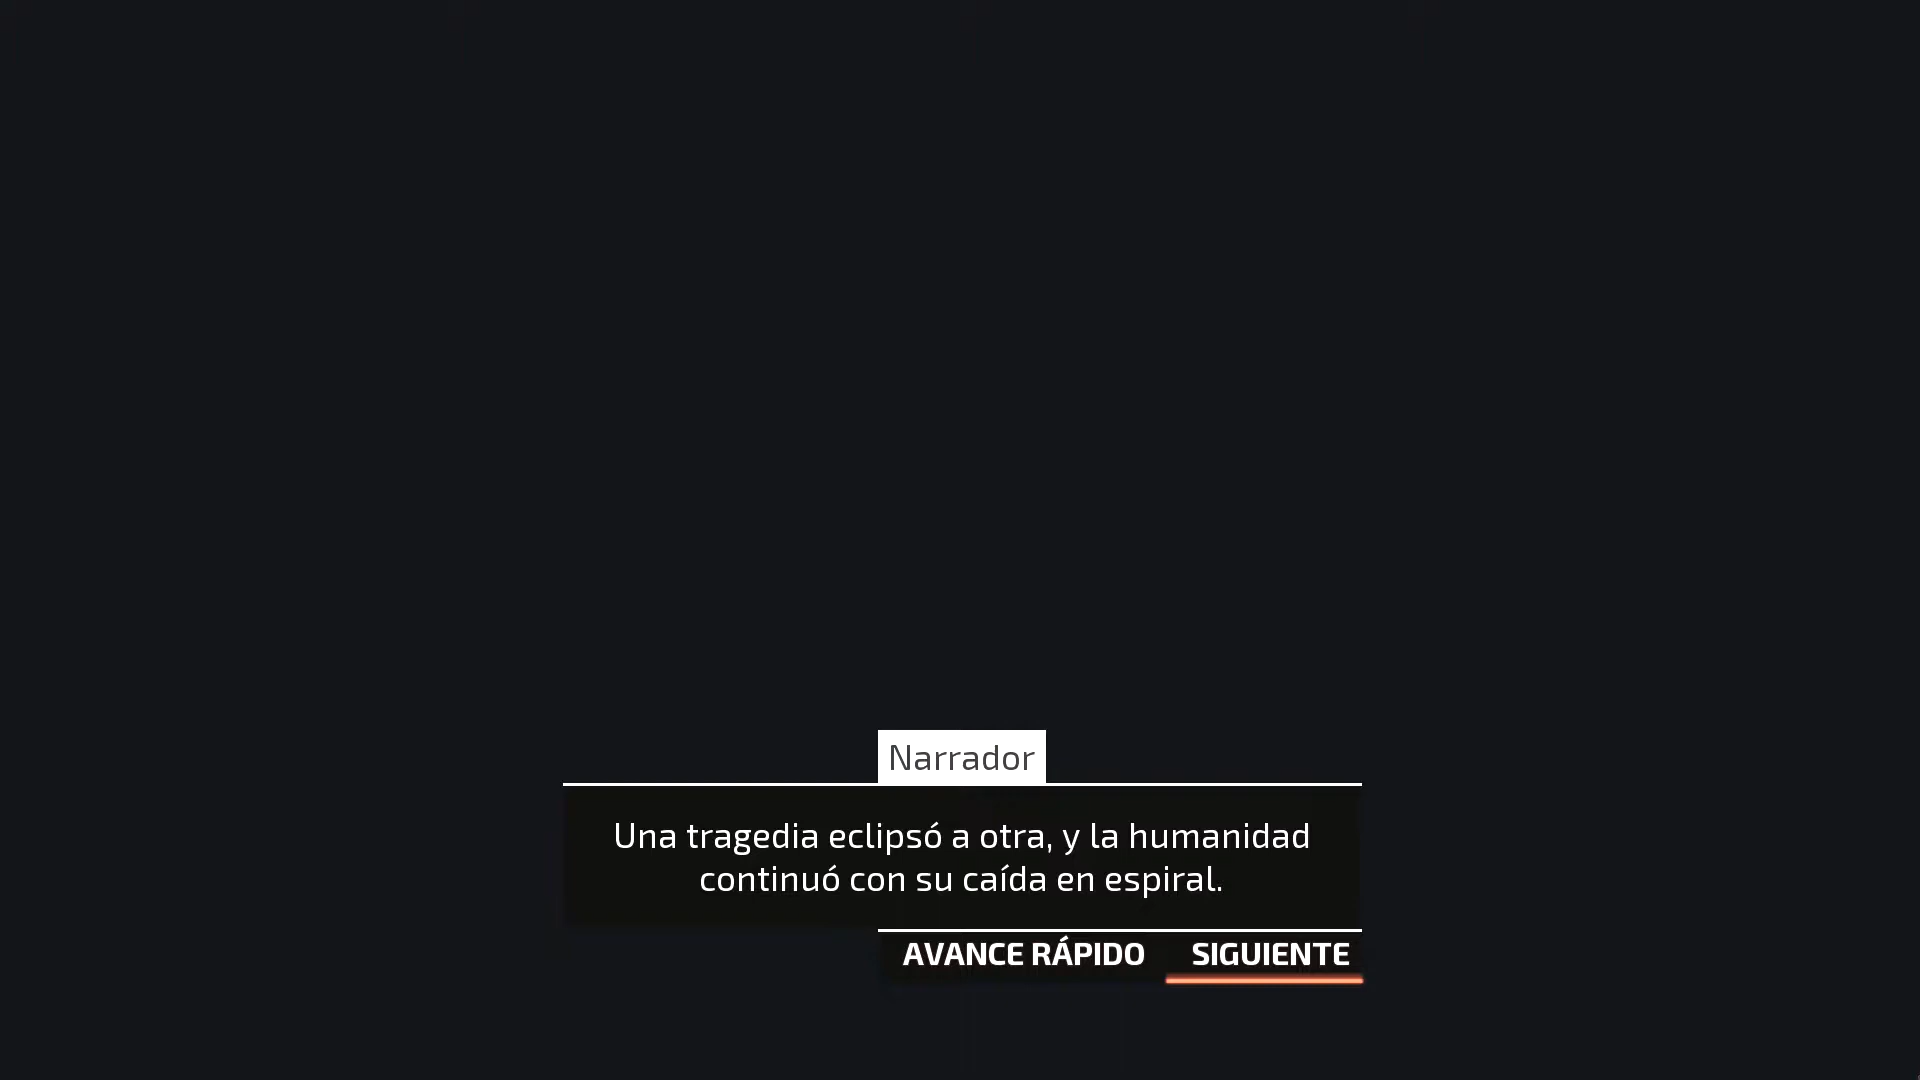 Narrador
Una tragedia eclipsó a otra, y la humanidad
continuó con su caída en espiral.
AVANCE RÁPIDO SIGUIENTE